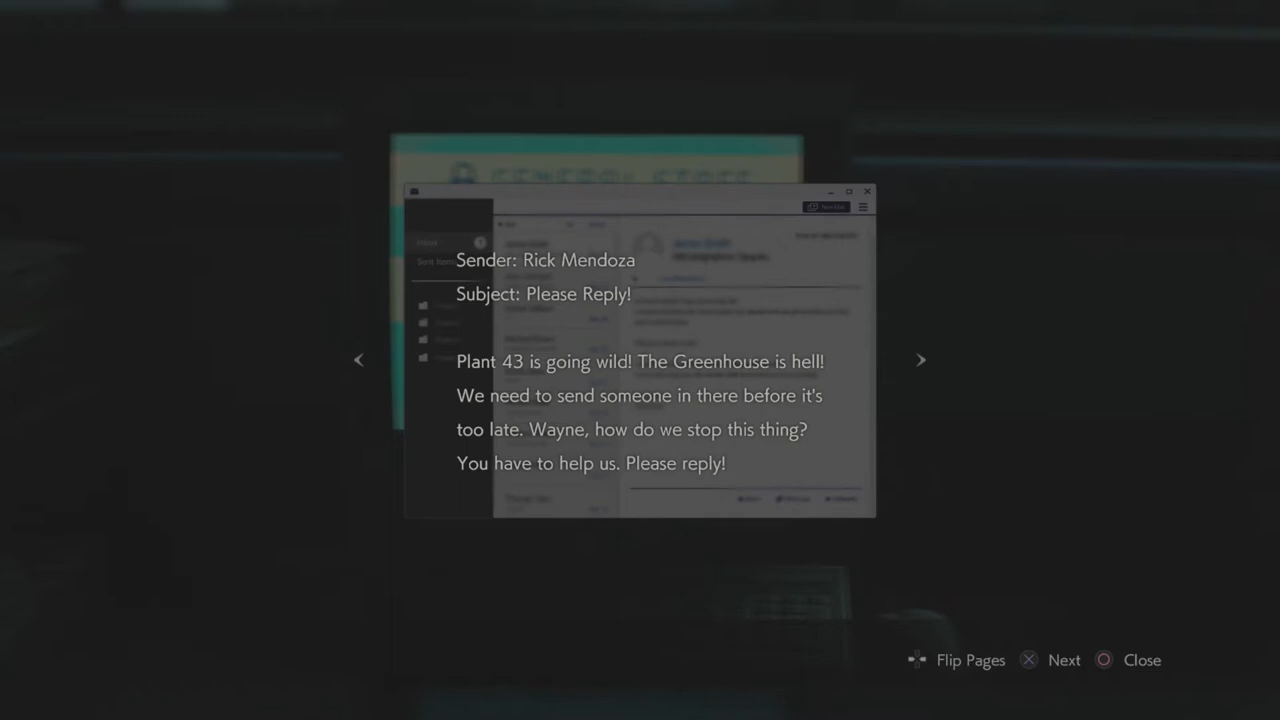 Sender: Rick Mendoza
Subject: Please Reply!
Plant 43 is going wild! The Greenhouse is hell!
We need to send someone in there before it's
too late. Wayne, how do we stop this thing?
You have to help us. Please reply!
Flip Pages Next Close